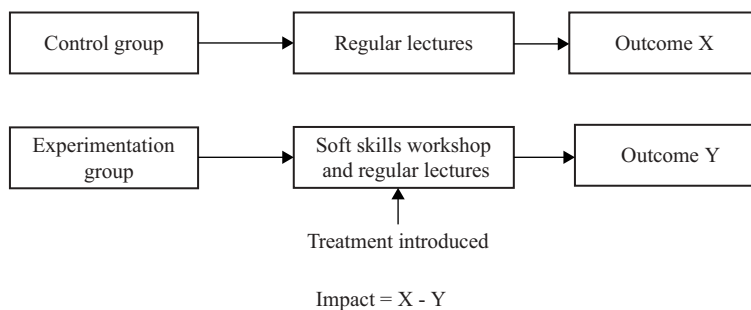 Control group
Regular lectures
Outcome X
Experimentation
group
Soft skills workshop
and regular lectures
Outcome Y
Treatment introduced
Impact = X - Y